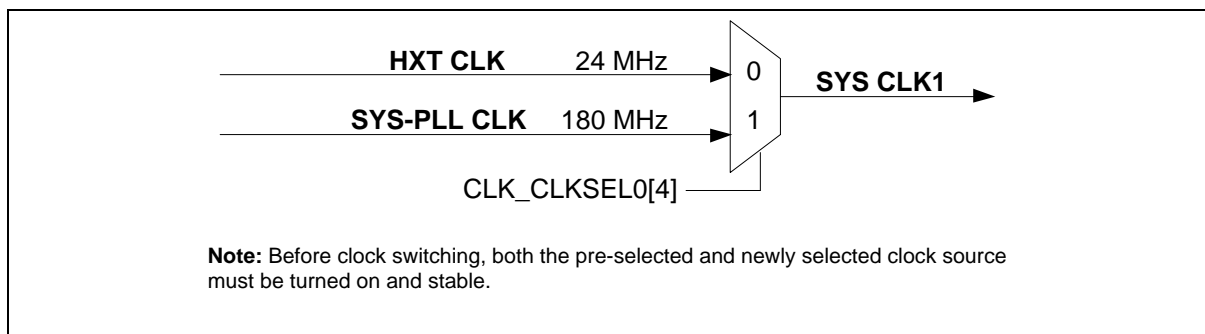 HXT CLK 24 MHz
0
SYS CLK1
SYS-PLL CLK 180 MHz
1
CLK_CLKSEL0[4]
Note: Before clock switching, both the pre-selected and newly selected clock source
must be turned on and stable.